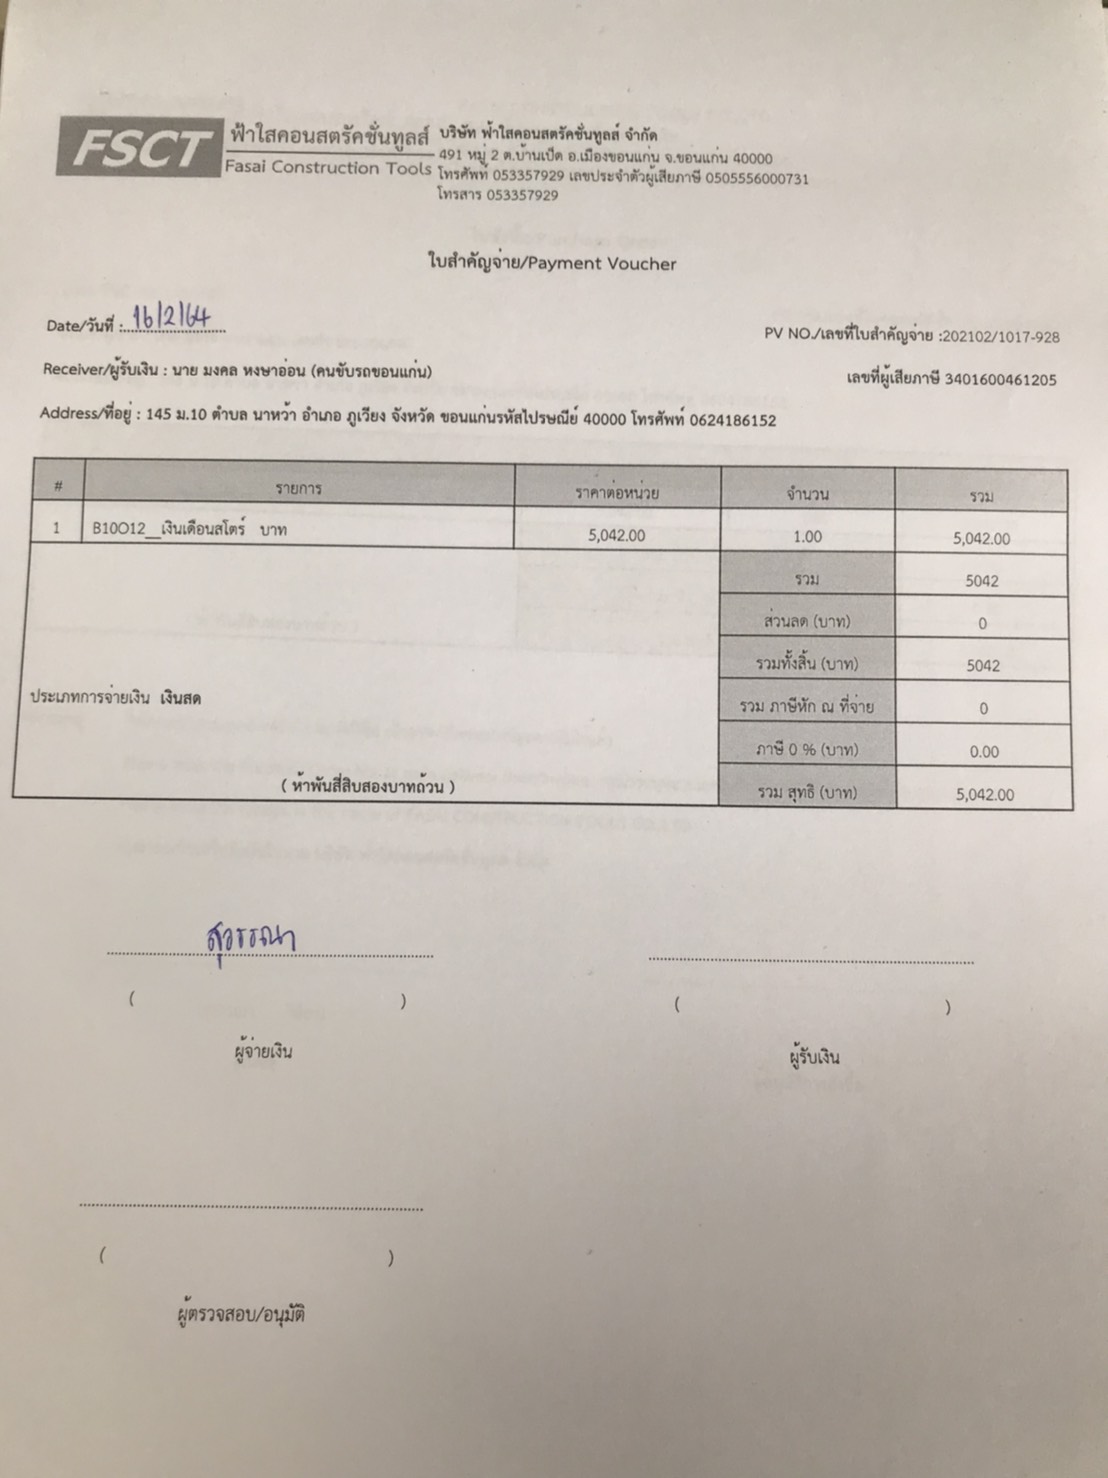 FSCT ฟ้าใสคอนสตรัคชั่นทูลส์
Fasai Construction Tools
บริษัท ฟ้าใสคอนสตรัคชั่นทูลส์ จำกัด
491 หมู่ 2 ต.บ้านเป็ด อ.เมืองขอนแก่น จ.ขอนแก่น 40000
โทรศัพท์ 053357929 เลขประจำตัวผู้เสียภาษี 0505556000731
โทรสาร 053357929
ใบสำคัญจ่าย/Payment Voucher
Date/วันที่ : 16/2/64
PV NO./เลขที่ใบสำคัญจ่าย :202102/1017-928
Receiver/ผู้รับเงิน : นาย มงคล หงษาอ่อน (คนขับรถขอนแก่น)
เลขที่ผู้เสียภาษี 3401600461205
Address/ที่อยู่ : 145 ม.10 ตำบล นาหว้า อำเภอ ภูเวียง จังหวัด ขอนแก่นรหัสไปรษณีย์ 40000 โทรศัพท์ 0624186152
# รายการ ราคาต่อหน่วย จำนวน รวม
1 B10O12__เงินเดือนสโตร์ บาท 5,042.00 1.00 5,042.00
รวม 5042
ส่วนลด (บาท) 0
รวมทั้งสิ้น (บาท) 5042
ประเภทการจ่ายเงิน เงินสด
รวม ภาษีหัก ณ ที่จ่าย 0
ภาษี 0 % (บาท) 0.00
( ห้าพันสี่สิบสองบาทถ้วน )
รวม สุทธิ (บาท) 5,042.00
สุวรรณา
( )
( )
ผู้จ่ายเงิน
ผู้รับเงิน
( )
ผู้ตรวจสอบ/อนุมัติ